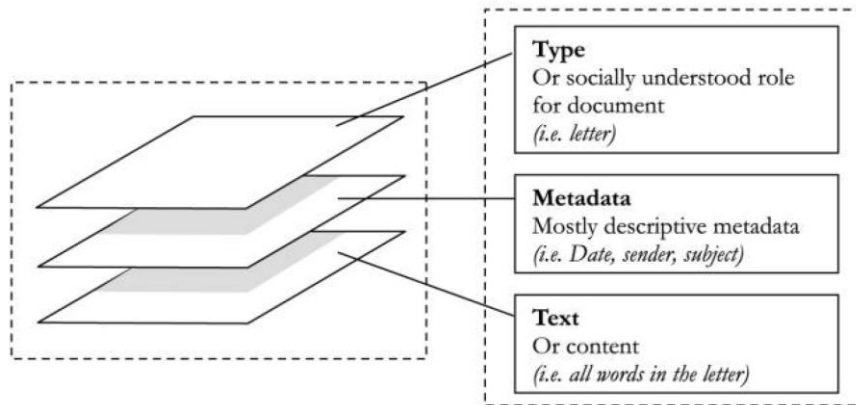 Type
Or socially understood role
for document
(i.e. letter)
Metadata
Mostly descriptive metadata
(i.e. Date, sender, subject)
Text
Or content
(i.e. all words in the letter)